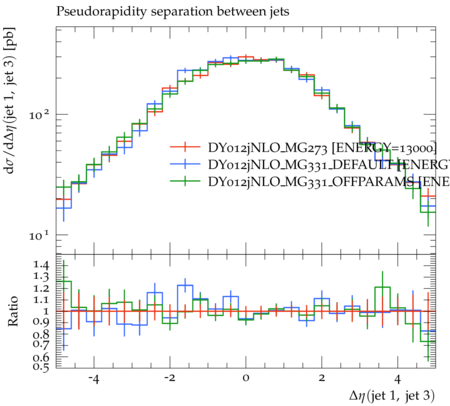 Pseudorapidity separation between jets
dσ/dΔη(jet 1, jet 3) [pb]
10²
10¹
DY012jNLO_MG273 [ENERGY=13000]
DY012jNLO_MG331_DEFAULT [ENERGY
DY012jNLO_MG331_OFFPARAMS [ENE
Ratio
1.4
1.3
1.2
1.1
1
0.9
0.8
0.7
0.6
0.5
-4 -2 0 2 4
Δη(jet 1, jet 3)